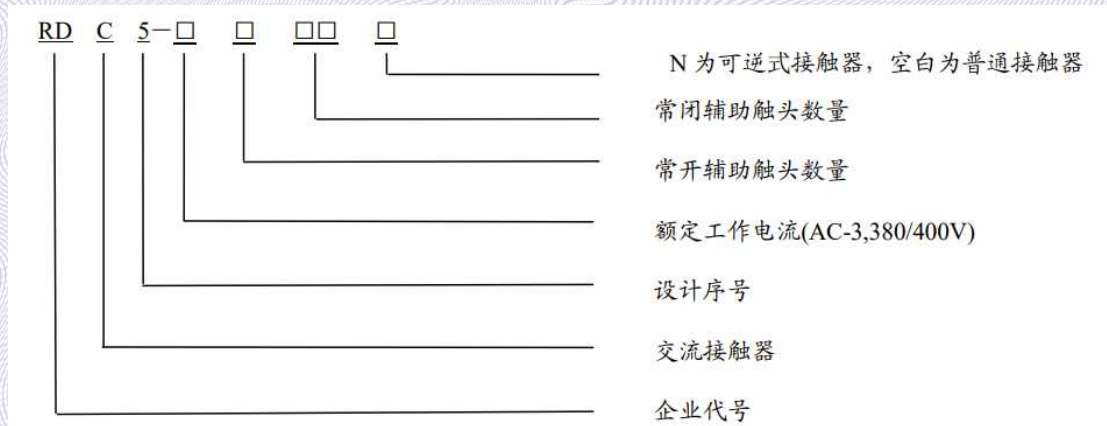 RD C 5－□ □ □□ □
N 为可逆式接触器，空白为普通接触器
常闭辅助触头数量
常开辅助触头数量
额定工作电流(AC-3,380/400V)
设计序号
交流接触器
企业代号